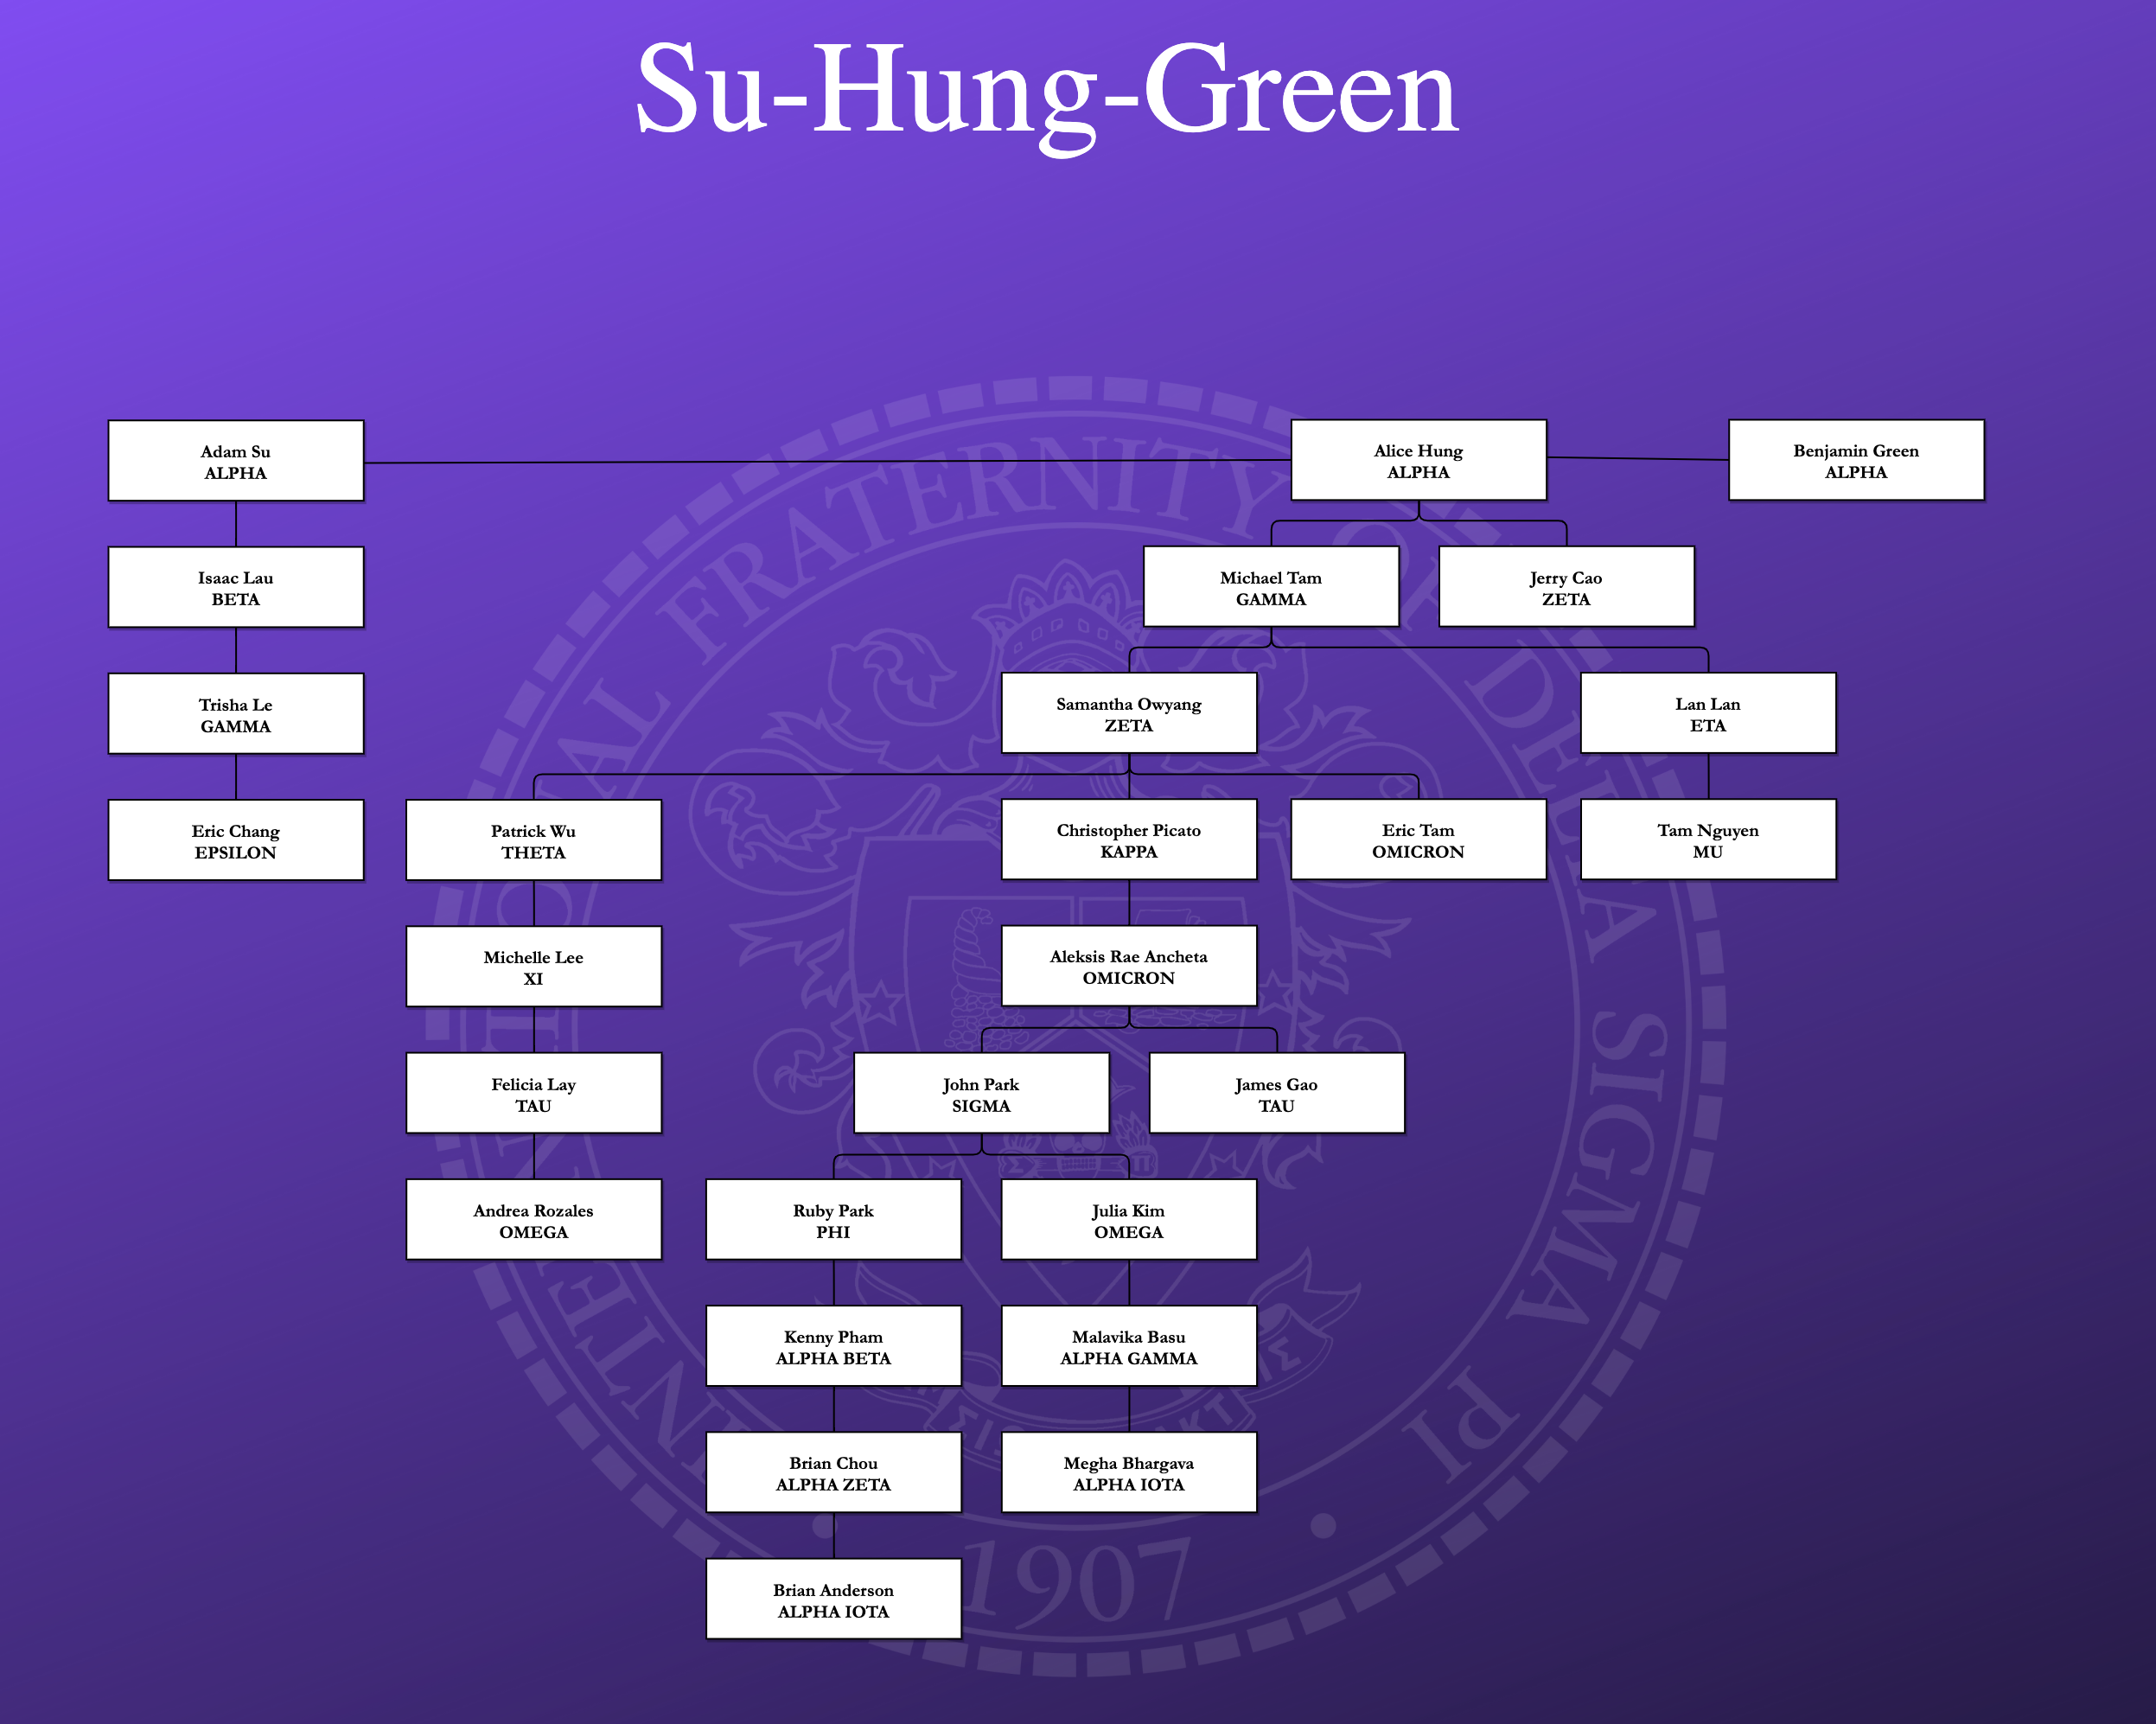 Su-Hung-Green
Adam Su
ALPHA
Alice Hung
ALPHA
Benjamin Green
ALPHA
Isaac Lau
BETA
Michael Tam
GAMMA
Jerry Cao
ZETA
Trisha Le
GAMMA
Samantha Owyang
ZETA
Lan Lan
ETA
Eric Chang
EPSILON
Patrick Wu
THETA
Christopher Picato
KAPPA
Eric Tam
OMICRON
Tam Nguyen
MU
Michelle Lee
XI
Aleksis Rae Ancheta
OMICRON
Felicia Lay
TAU
John Park
SIGMA
James Gao
TAU
Andrea Rozales
OMEGA
Ruby Park
PHI
Julia Kim
OMEGA
Kenny Pham
ALPHA BETA
Malavika Basu
ALPHA GAMMA
Brian Chou
ALPHA ZETA
Megha Bhargava
ALPHA IOTA
Brian Anderson
ALPHA IOTA
FRATERNITY OF DELTA SIGMA PI
1907